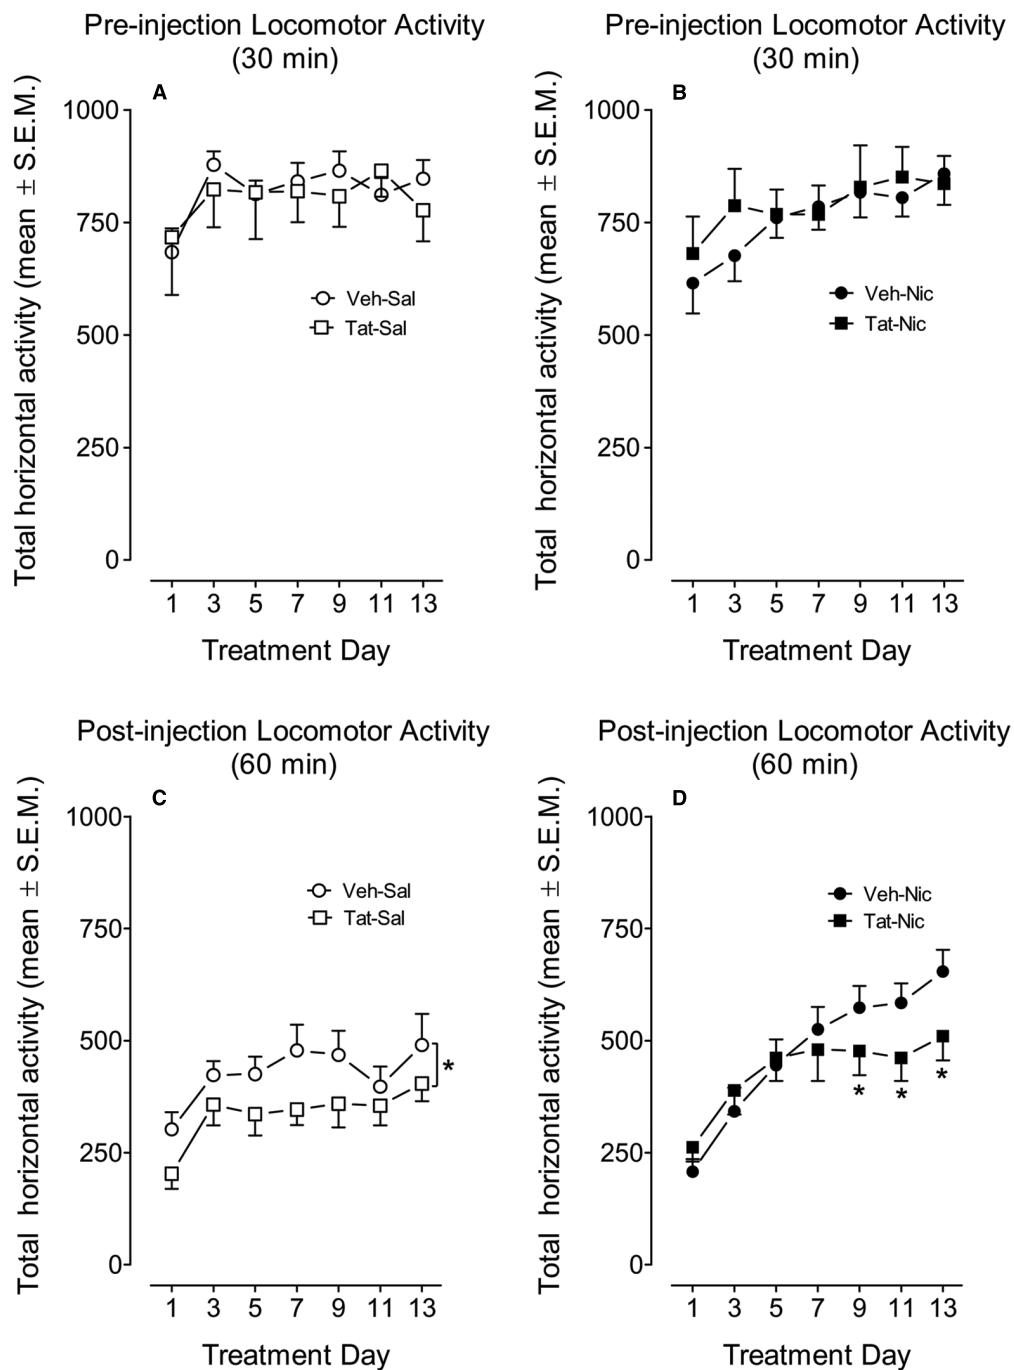 Pre-injection Locomotor Activity
(30 min)
A
Total horizontal activity (mean ± S.E.M.)
1000
750
500
250
0
Veh-Sal
Tat-Sal
1 3 5 7 9 11 13
Treatment Day
Pre-injection Locomotor Activity
(30 min)
B
Total horizontal activity (mean ± S.E.M.)
1000
750
500
250
0
Veh-Nic
Tat-Nic
1 3 5 7 9 11 13
Treatment Day
Post-injection Locomotor Activity
(60 min)
C
Total horizontal activity (mean ± S.E.M.)
1000
750
500
250
0
Veh-Sal
Tat-Sal
*
1 3 5 7 9 11 13
Treatment Day
Post-injection Locomotor Activity
(60 min)
D
Total horizontal activity (mean ± S.E.M.)
1000
750
500
250
0
Veh-Nic
Tat-Nic
* * *
1 3 5 7 9 11 13
Treatment Day